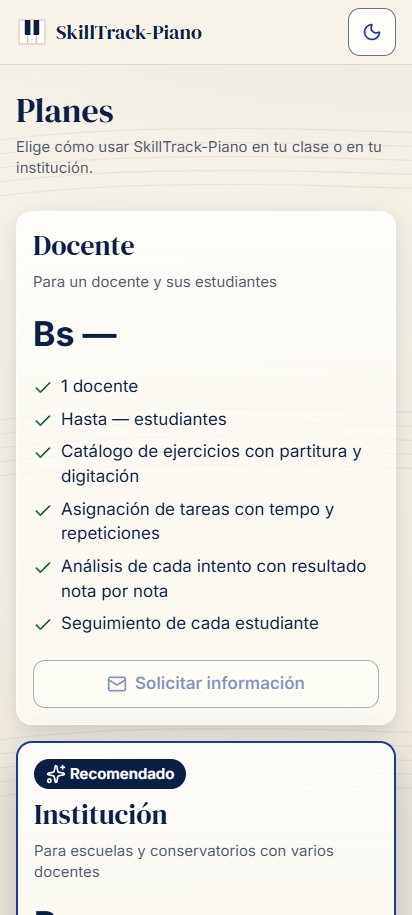 SkillTrack-Piano
Planes
Elige cómo usar SkillTrack-Piano en tu clase o en tu
institución.
Docente
Para un docente y sus estudiantes
Bs —
1 docente
Hasta — estudiantes
Catálogo de ejercicios con partitura y
digitación
Asignación de tareas con tempo y
repeticiones
Análisis de cada intento con resultado
nota por nota
Seguimiento de cada estudiante
Solicitar información
Recomendado
Institución
Para escuelas y conservatorios con varios
docentes